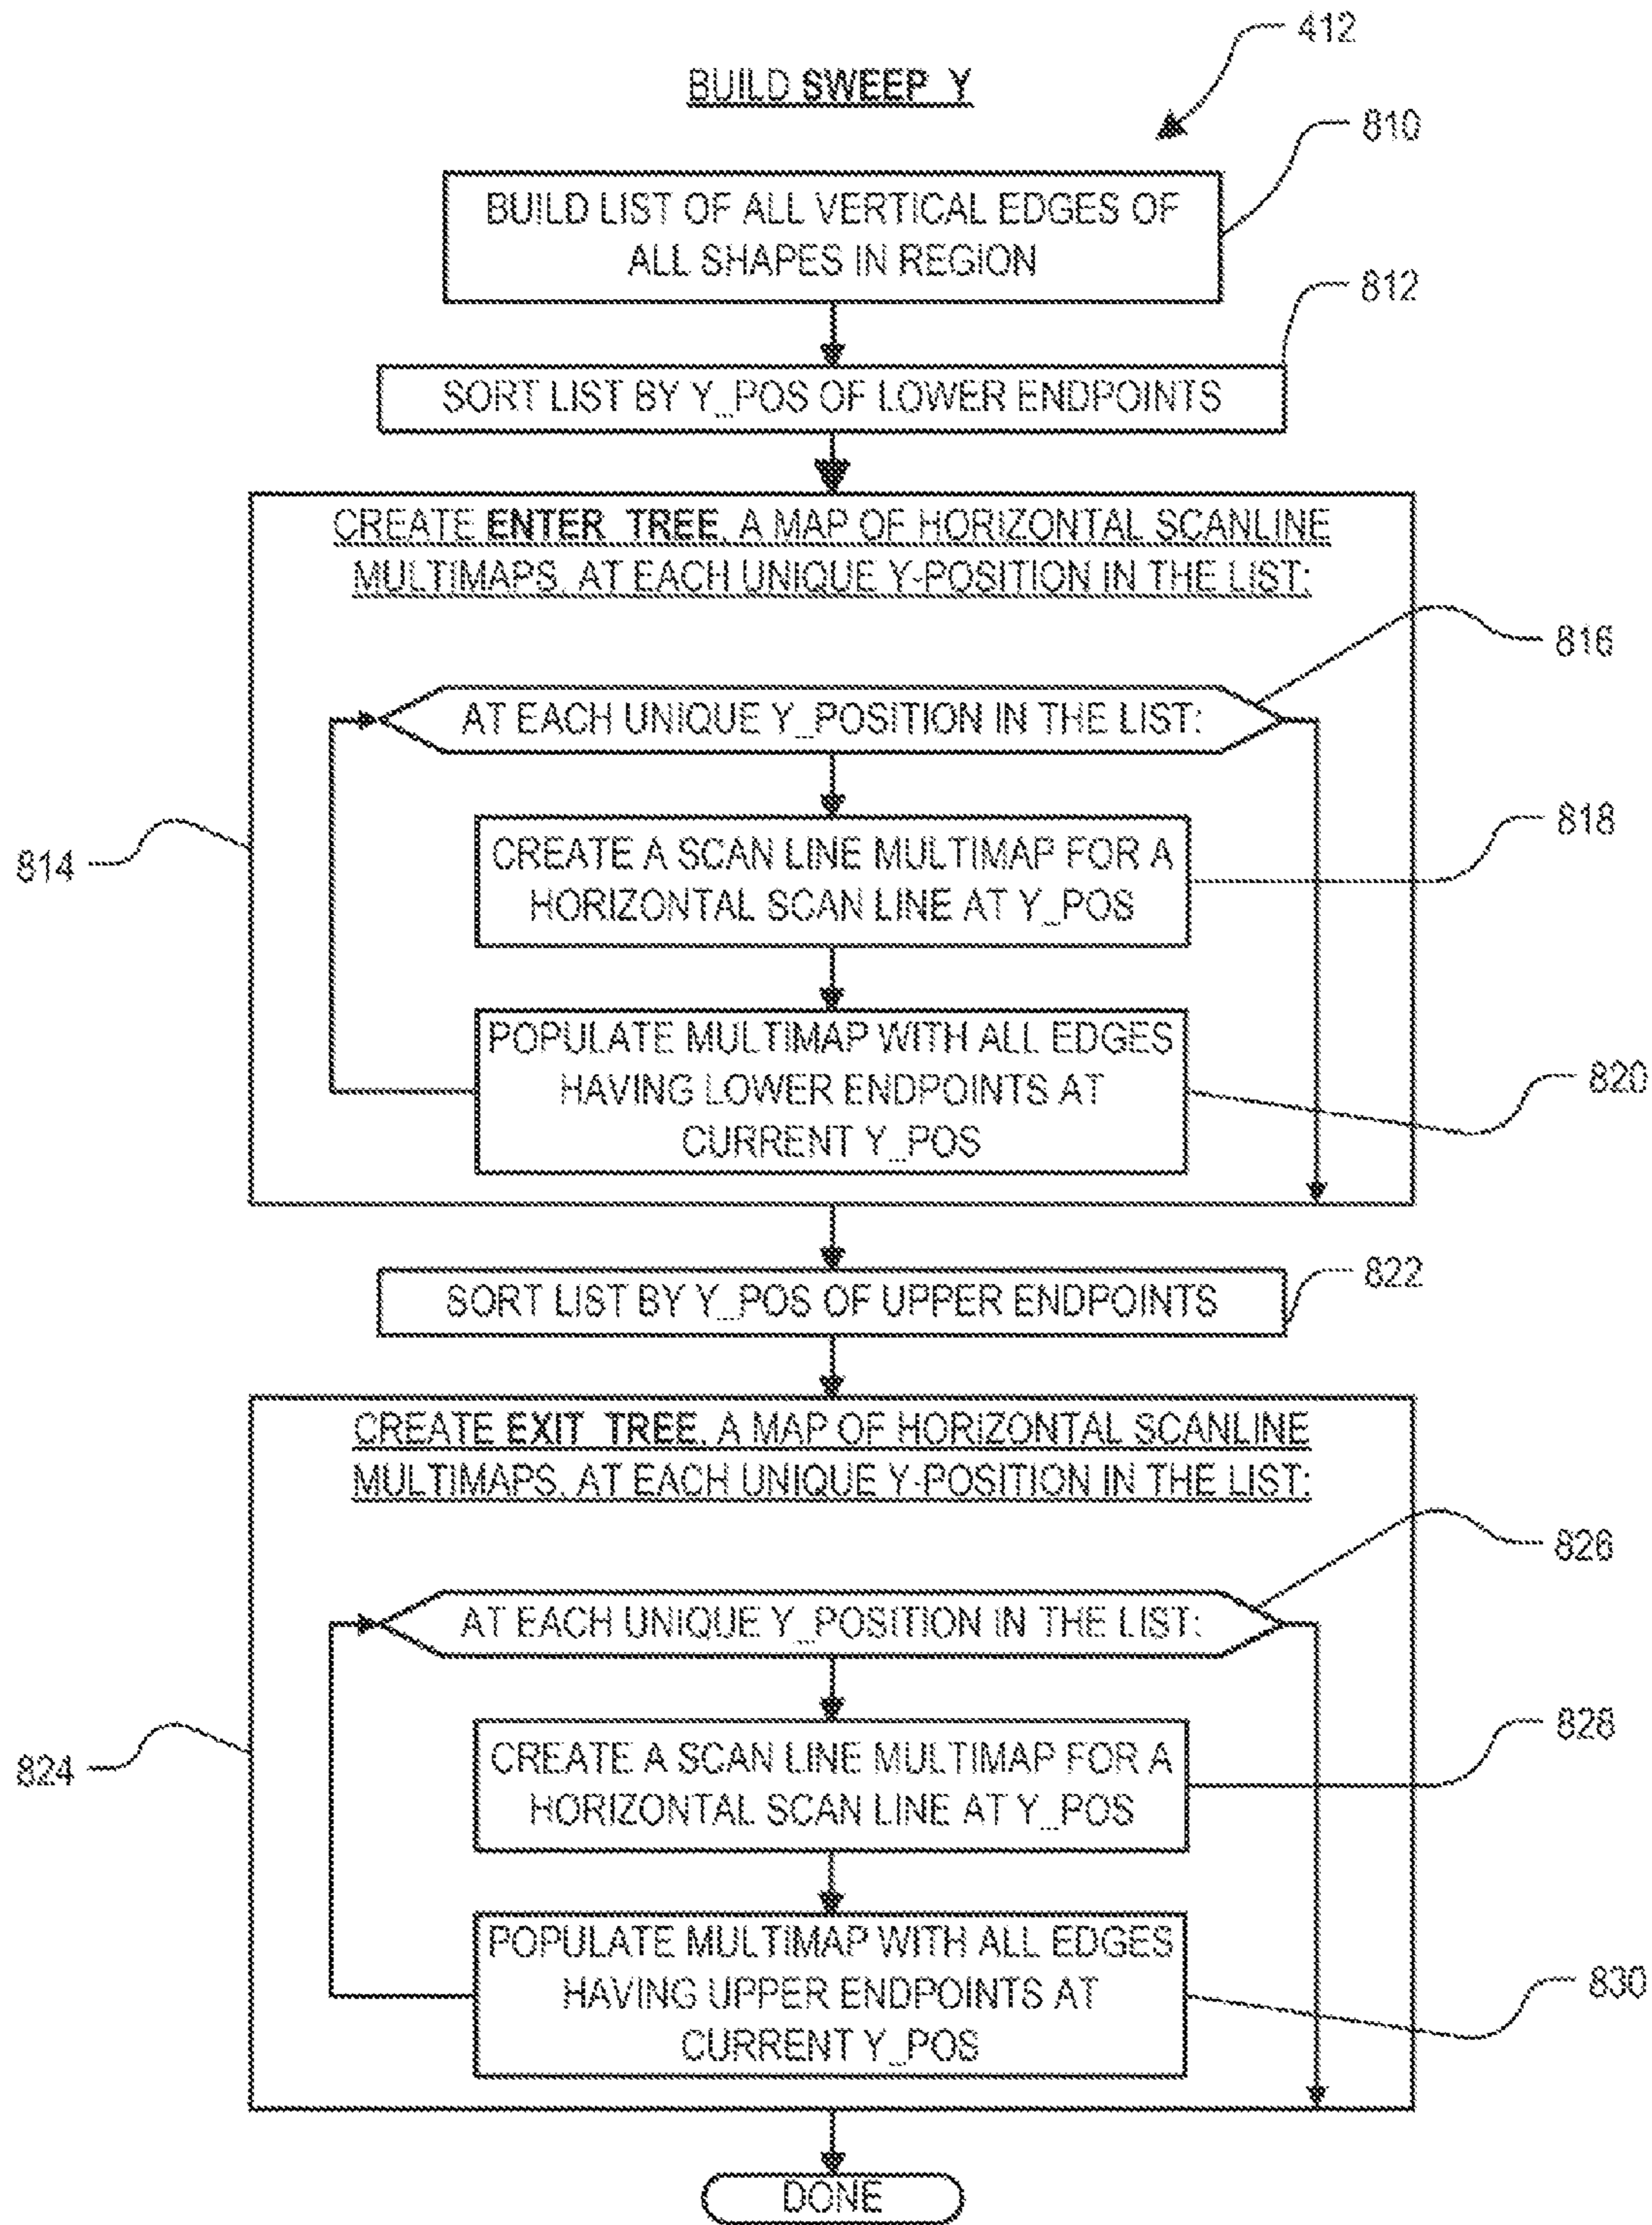 412
BUILD SWEEP_Y
810
BUILD LIST OF ALL VERTICAL EDGES OF
ALL SHAPES IN REGION
812
SORT LIST BY Y_POS OF LOWER ENDPOINTS
CREATE ENTER_TREE, A MAP OF HORIZONTAL SCANLINE
MULTIMAPS. AT EACH UNIQUE Y-POSITION IN THE LIST:
816
AT EACH UNIQUE Y_POSITION IN THE LIST:
818
CREATE A SCAN LINE MULTIMAP FOR A
HORIZONTAL SCAN LINE AT Y_POS
814
POPULATE MULTIMAP WITH ALL EDGES
HAVING LOWER ENDPOINTS AT
CURRENT Y_POS
820
822
SORT LIST BY Y_POS OF UPPER ENDPOINTS
CREATE EXIT_TREE, A MAP OF HORIZONTAL SCANLINE
MULTIMAPS. AT EACH UNIQUE Y-POSITION IN THE LIST:
826
AT EACH UNIQUE Y_POSITION IN THE LIST:
828
CREATE A SCAN LINE MULTIMAP FOR A
HORIZONTAL SCAN LINE AT Y_POS
824
POPULATE MULTIMAP WITH ALL EDGES
HAVING UPPER ENDPOINTS AT
CURRENT Y_POS
830
DONE